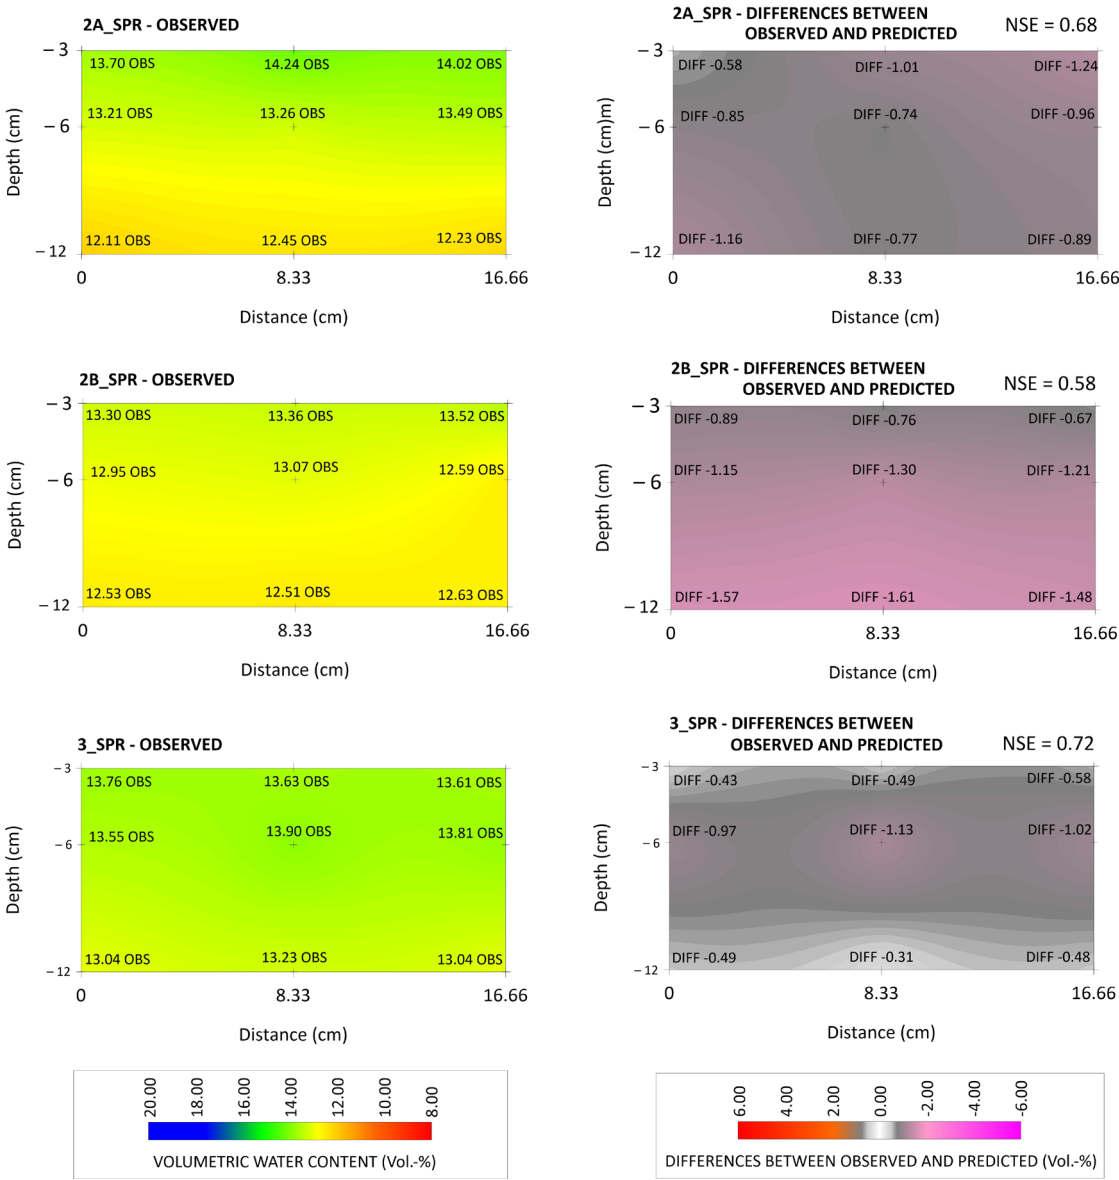 2A_SPR - OBSERVED
– 3
13.70 OBS 14.24 OBS 14.02 OBS
13.21 OBS 13.26 OBS 13.49 OBS
– 6
Depth (cm)
12.11 OBS 12.45 OBS 12.23 OBS
– 12
0 8.33 16.66
Distance (cm)
2A_SPR - DIFFERENCES BETWEEN
OBSERVED AND PREDICTED
NSE = 0.68
– 3
DIFF -0.58 DIFF -1.01 DIFF -1.24
DIFF -0.85 DIFF -0.74 DIFF -0.96
– 6
Depth (cm)m)
DIFF -1.16 DIFF -0.77 DIFF -0.89
– 12
0 8.33 16.66
Distance (cm)
2B_SPR - OBSERVED
– 3
13.30 OBS 13.36 OBS 13.52 OBS
12.95 OBS 13.07 OBS 12.59 OBS
– 6
Depth (cm)
12.53 OBS 12.51 OBS 12.63 OBS
– 12
0 8.33 16.66
Distance (cm)
2B_SPR - DIFFERENCES BETWEEN
OBSERVED AND PREDICTED
NSE = 0.58
– 3
DIFF -0.89 DIFF -0.76 DIFF -0.67
DIFF -1.15 DIFF -1.30 DIFF -1.21
– 6
Depth (cm)
DIFF -1.57 DIFF -1.61 DIFF -1.48
– 12
0 8.33 16.66
Distance (cm)
3_SPR - OBSERVED
– 3
13.76 OBS 13.63 OBS 13.61 OBS
13.55 OBS 13.90 OBS 13.81 OBS
– 6
Depth (cm)
13.04 OBS 13.23 OBS 13.04 OBS
– 12
0 8.33 16.66
Distance (cm)
3_SPR - DIFFERENCES BETWEEN
OBSERVED AND PREDICTED
NSE = 0.72
– 3
DIFF -0.43 DIFF -0.49 DIFF -0.58
DIFF -0.97 DIFF -1.13 DIFF -1.02
– 6
Depth (cm)
DIFF -0.49 DIFF -0.31 DIFF -0.48
– 12
0 8.33 16.66
Distance (cm)
20.00 18.00 16.00 14.00 12.00 10.00 8.00
VOLUMETRIC WATER CONTENT (Vol.-%)
6.00 4.00 2.00 0.00 -2.00 -4.00 -6.00
DIFFERENCES BETWEEN OBSERVED AND PREDICTED (Vol.-%)